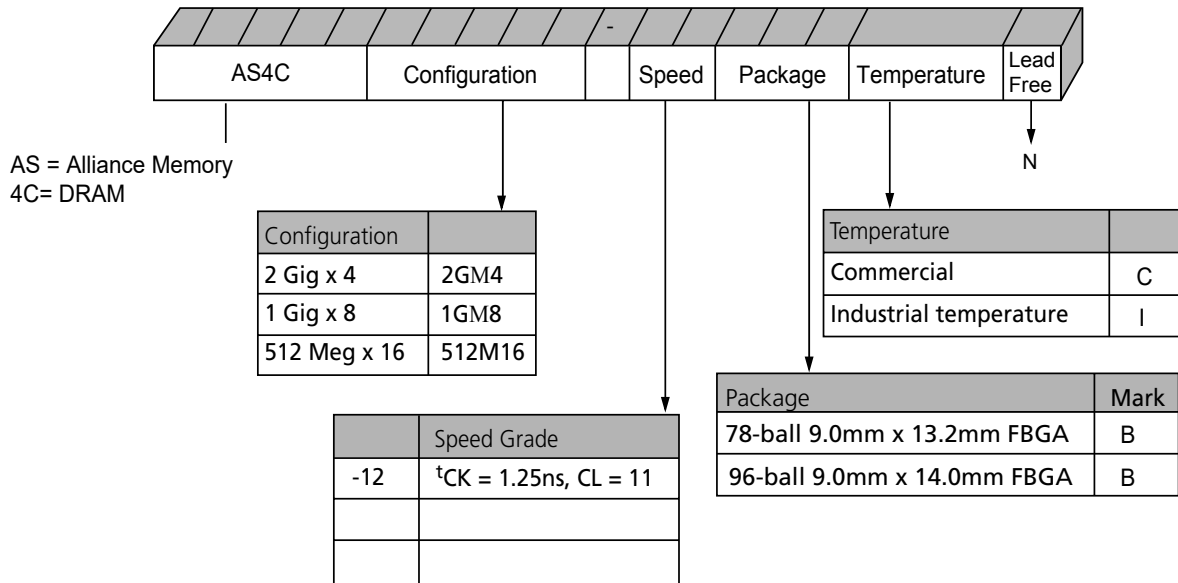 -
AS4C Configuration Speed Package Temperature Lead Free
AS = Alliance Memory
4C= DRAM
N
Configuration
2 Gig x 4 2GM4
1 Gig x 8 1GM8
512 Meg x 16 512M16
Temperature
Commercial C
Industrial temperature I
Package Mark
78-ball 9.0mm x 13.2mm FBGA B
96-ball 9.0mm x 14.0mm FBGA B
Speed Grade
-12 tCK = 1.25ns, CL = 11